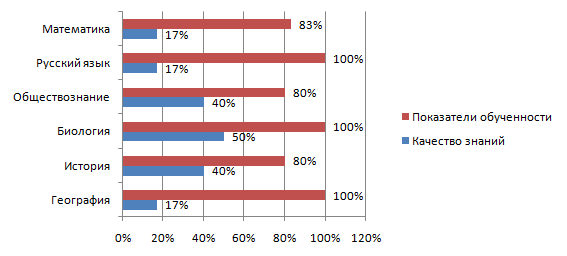 Математика
83%
17%
Русский язык
100%
17%
Обществознание
80%
40%
Биология
100%
50%
История
80%
40%
География
100%
17%
0% 20% 40% 60% 80% 100% 120%
Показатели обученности
Качество знаний